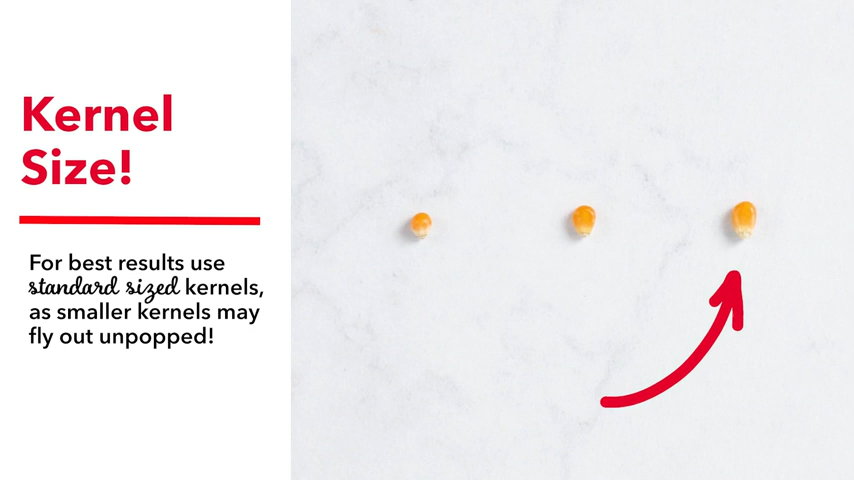 Kernel
Size!
For best results use
standard sized kernels,
as smaller kernels may
fly out unpopped!